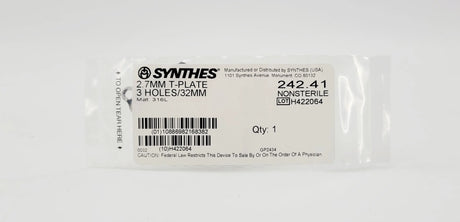 SYNTHES®
Manufactured or Distributed by SYNTHES (USA)
1101 Synthes Avenue Monument, CO 80132
2.7MM T-PLATE
3 HOLES/32MM
Mat. 316L
242.41
NONSTERILE
LOT H422064
(01)10886982168382
Qty: 1
(10)H422064
GP2434
CAUTION: Federal Law Restricts This Device To Sale By Or On The Order Of A Physician
TO OPEN TEAR HERE